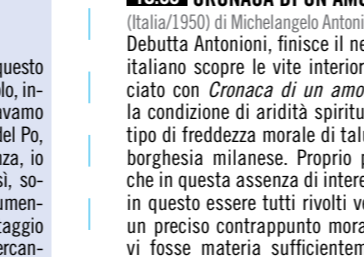 CRONACA DI UN AMO
(Italia/1950) di Michelangelo Antoni
Debutta Antonioni, finisce il ne
italiano scopre le vite interior
ciato con Cronaca di un amo
la condizione di aridità spiritu
tipo di freddezza morale di talu
borghesia milanese. Proprio p
che in questa assenza di intere
in questo essere tutti rivolti ve
un preciso contrappunto mora
vi fosse materia sufficientem
questo
olo, in-
avamo
del Po,
nza, io
sì, so-
umen-
taggio
ercan-